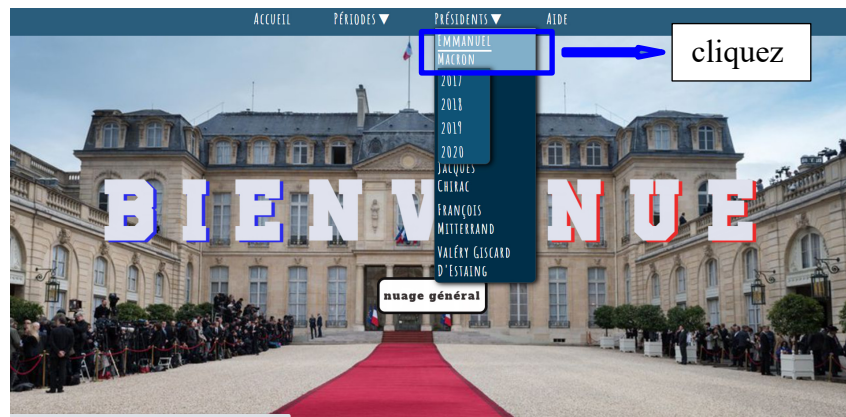 ACCUEIL PÉRIODES▼ PRÉSIDENTS▼ AIDE
EMMANUEL
MACRON
cliquez
2017
2018
2019
2020
JACQUES
CHIRAC
FRANÇOIS
MITTERRAND
VALÉRY GISCARD
D'ESTAING
BIENVENUE
nuage général